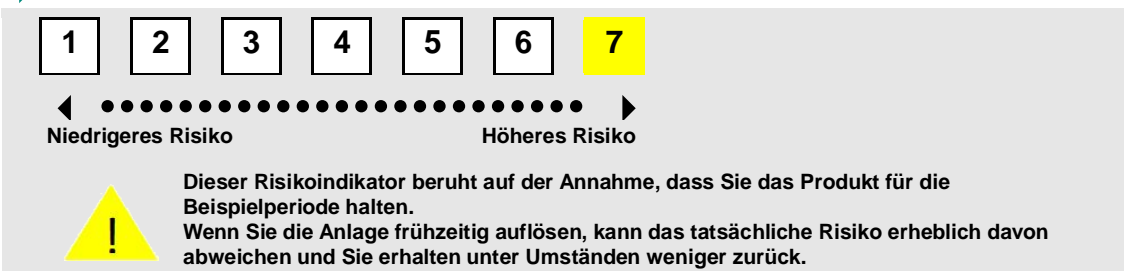 1 2 3 4 5 6 7
Niedrigeres Risiko Höheres Risiko
Dieser Risikoindikator beruht auf der Annahme, dass Sie das Produkt für die
Beispielperiode halten.
!
Wenn Sie die Anlage frühzeitig auflösen, kann das tatsächliche Risiko erheblich davon
abweichen und Sie erhalten unter Umständen weniger zurück.